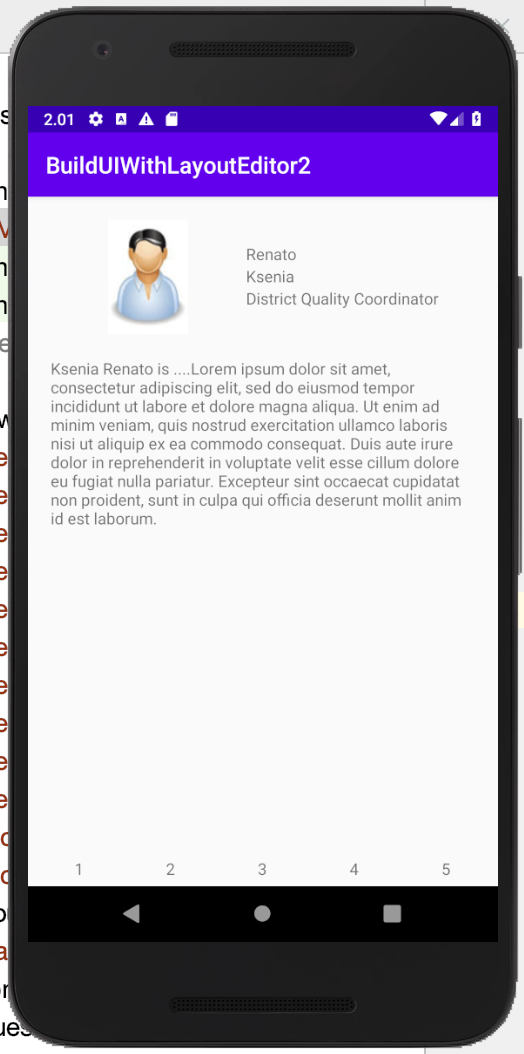 2.01
BuildUIWithLayoutEditor2
Renato
Ksenia
District Quality Coordinator
Ksenia Renato is ....Lorem ipsum dolor sit amet,
consectetur adipiscing elit, sed do eiusmod tempor
incididunt ut labore et dolore magna aliqua. Ut enim ad
minim veniam, quis nostrud exercitation ullamco laboris
nisi ut aliquip ex ea commodo consequat. Duis aute irure
dolor in reprehenderit in voluptate velit esse cillum dolore
eu fugiat nulla pariatur. Excepteur sint occaecat cupidatat
non proident, sunt in culpa qui officia deserunt mollit anim
id est laborum.
1 2 3 4 5